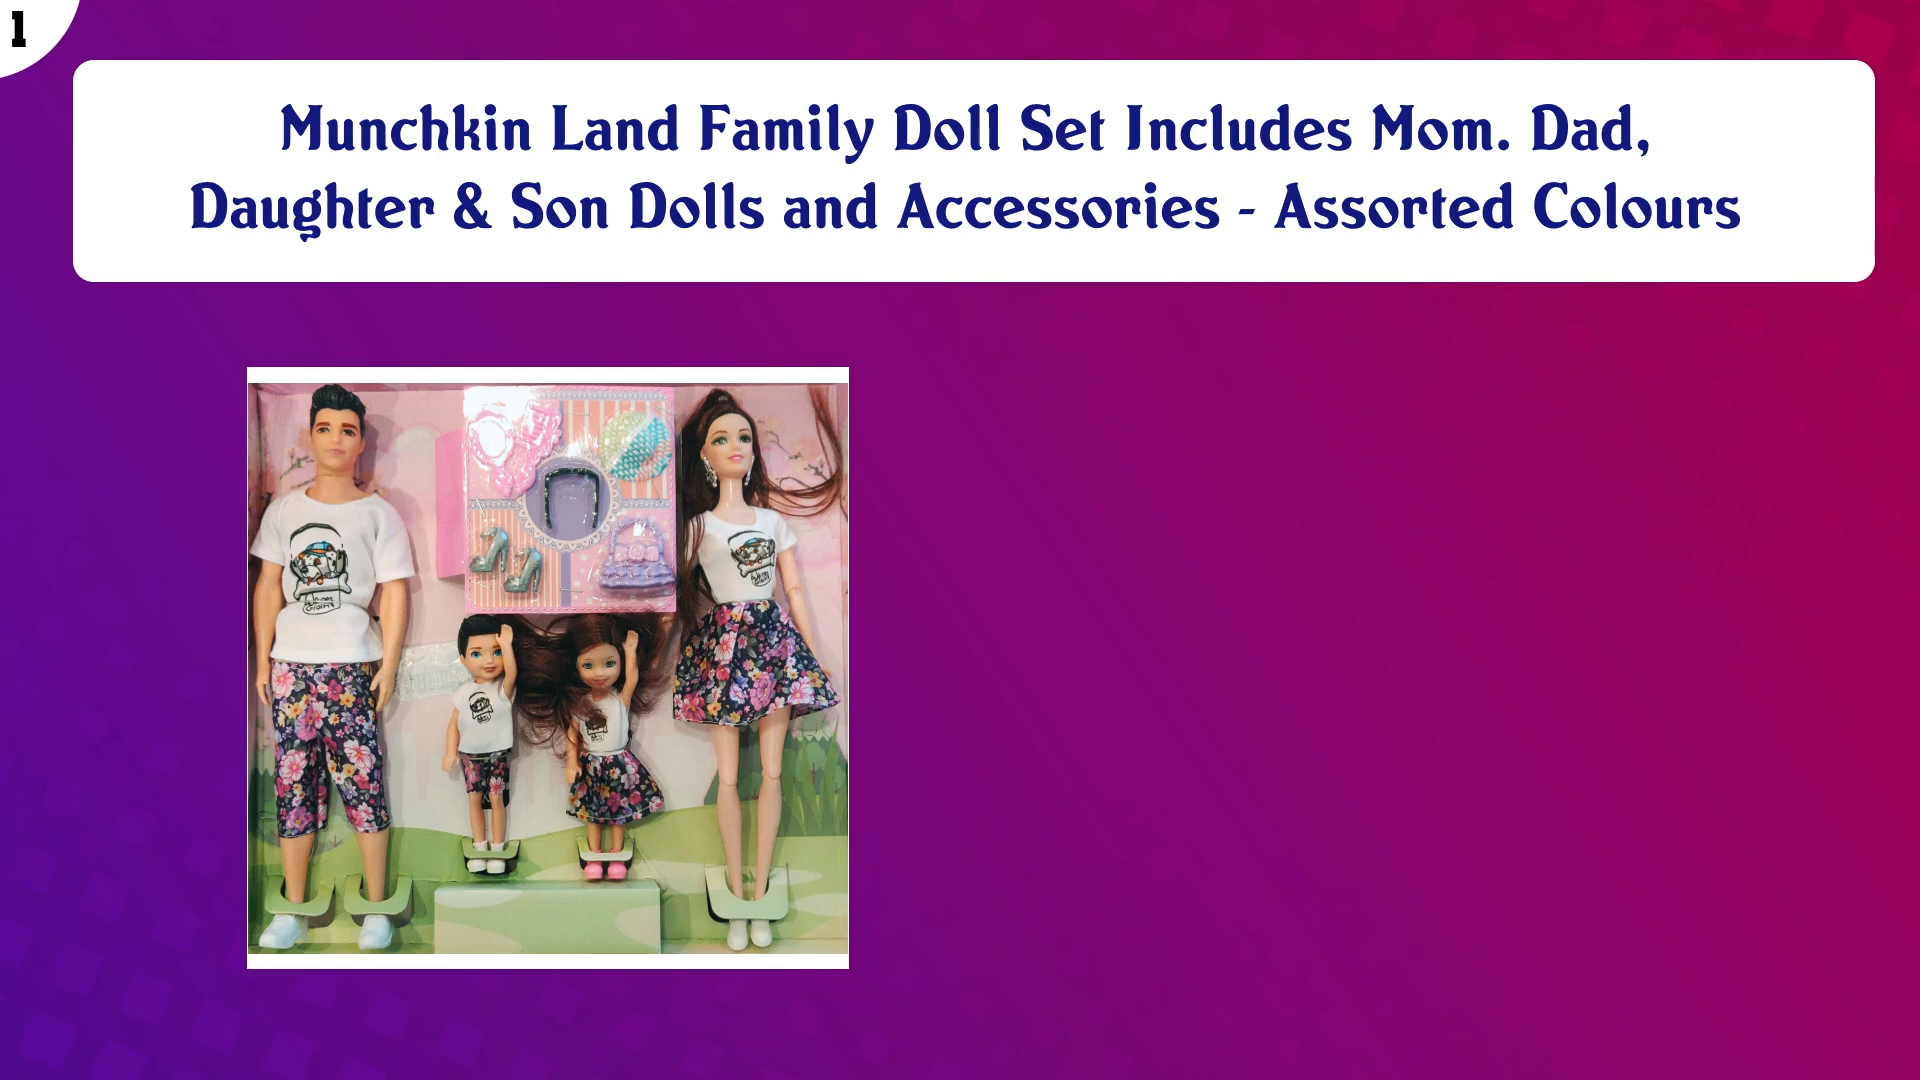 1
Munchkin Land Family Doll Set Includes Mom. Dad,
Daughter & Son Dolls and Accessories - Assorted Colours